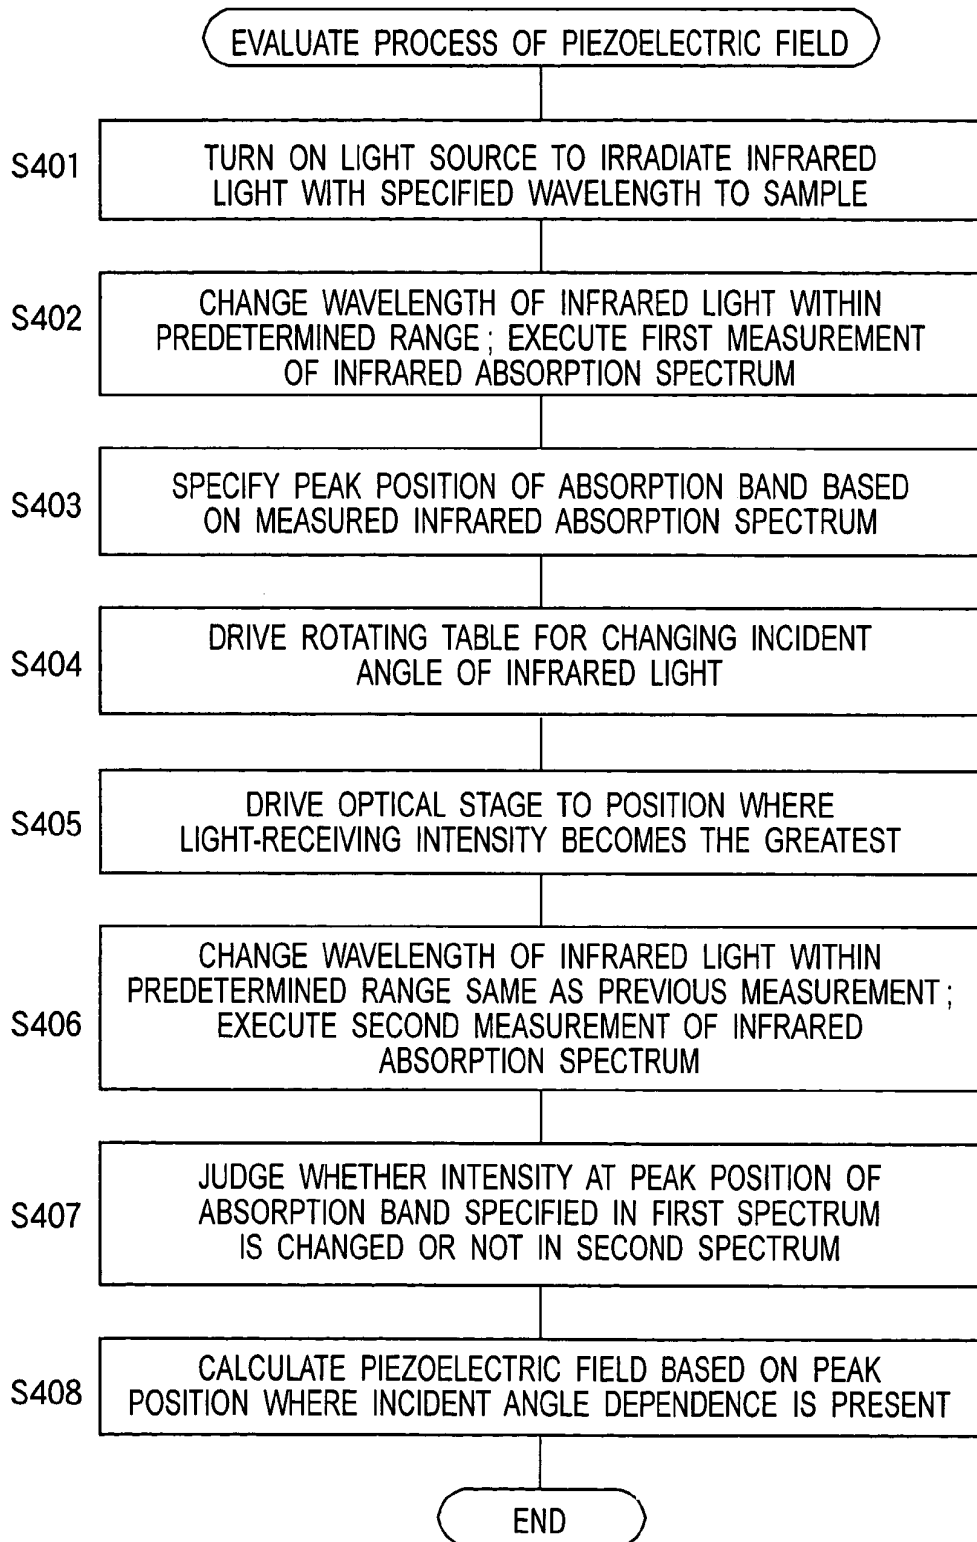 EVALUATE PROCESS OF PIEZOELECTRIC FIELD
S401
TURN ON LIGHT SOURCE TO IRRADIATE INFRARED
LIGHT WITH SPECIFIED WAVELENGTH TO SAMPLE
S402
CHANGE WAVELENGTH OF INFRARED LIGHT WITHIN
PREDETERMINED RANGE; EXECUTE FIRST MEASUREMENT
OF INFRARED ABSORPTION SPECTRUM
S403
SPECIFY PEAK POSITION OF ABSORPTION BAND BASED
ON MEASURED INFRARED ABSORPTION SPECTRUM
S404
DRIVE ROTATING TABLE FOR CHANGING INCIDENT
ANGLE OF INFRARED LIGHT
S405
DRIVE OPTICAL STAGE TO POSITION WHERE
LIGHT-RECEIVING INTENSITY BECOMES THE GREATEST
S406
CHANGE WAVELENGTH OF INFRARED LIGHT WITHIN
PREDETERMINED RANGE SAME AS PREVIOUS MEASUREMENT;
EXECUTE SECOND MEASUREMENT OF INFRARED
ABSORPTION SPECTRUM
S407
JUDGE WHETHER INTENSITY AT PEAK POSITION OF
ABSORPTION BAND SPECIFIED IN FIRST SPECTRUM
IS CHANGED OR NOT IN SECOND SPECTRUM
S408
CALCULATE PIEZOELECTRIC FIELD BASED ON PEAK
POSITION WHERE INCIDENT ANGLE DEPENDENCE IS PRESENT
END